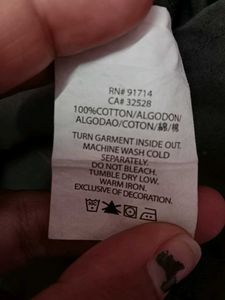 RN# 91714
CA# 32528
100%COTTON/ALGODON/
ALGODAO/COTON/綿/棉
TURN GARMENT INSIDE OUT.
MACHINE WASH COLD
SEPARATELY.
DO NOT BLEACH.
TUMBLE DRY LOW.
WARM IRON.
EXCLUSIVE OF DECORATION.